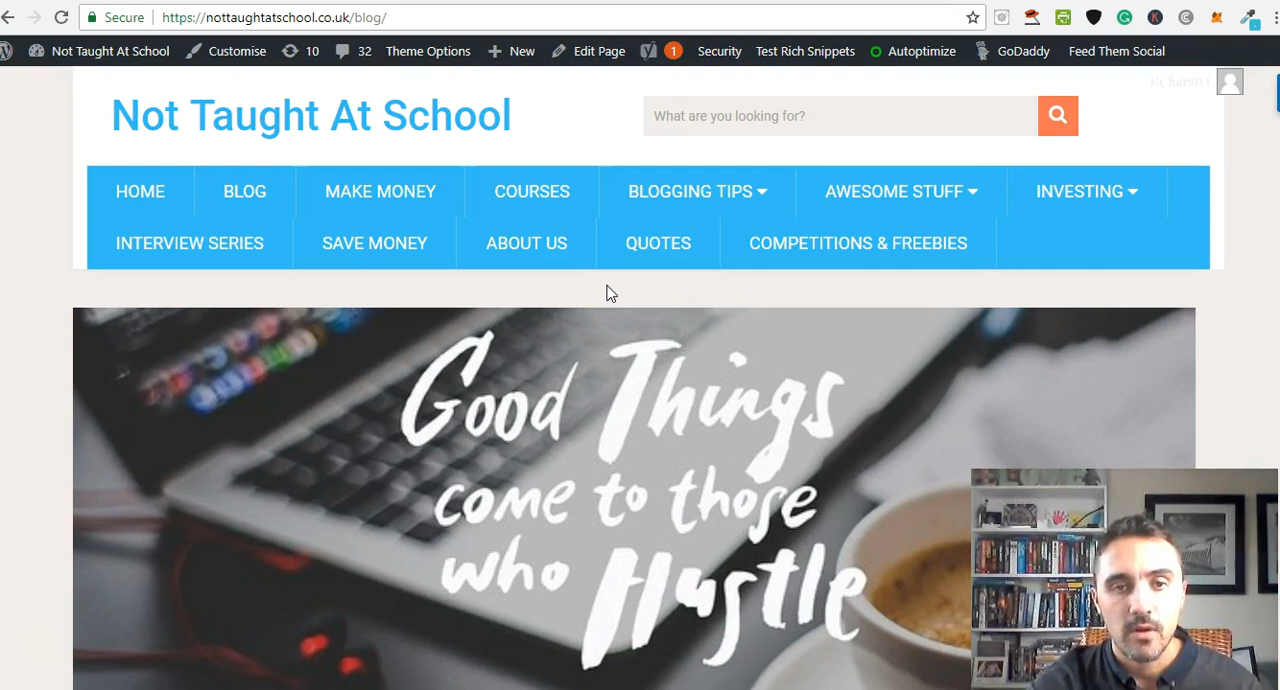 Secure https://nottaughtatschool.co.uk/blog/
Not Taught At School Customise 10 32 Theme Options New Edit Page 1 Security Test Rich Snippets Autoptimize GoDaddy Feed Them Social
Hi, furn011
Not Taught At School
What are you looking for?
HOME BLOG MAKE MONEY COURSES BLOGGING TIPS AWESOME STUFF INVESTING
INTERVIEW SERIES SAVE MONEY ABOUT US QUOTES COMPETITIONS & FREEBIES
Good Things
come to those
who Hustle